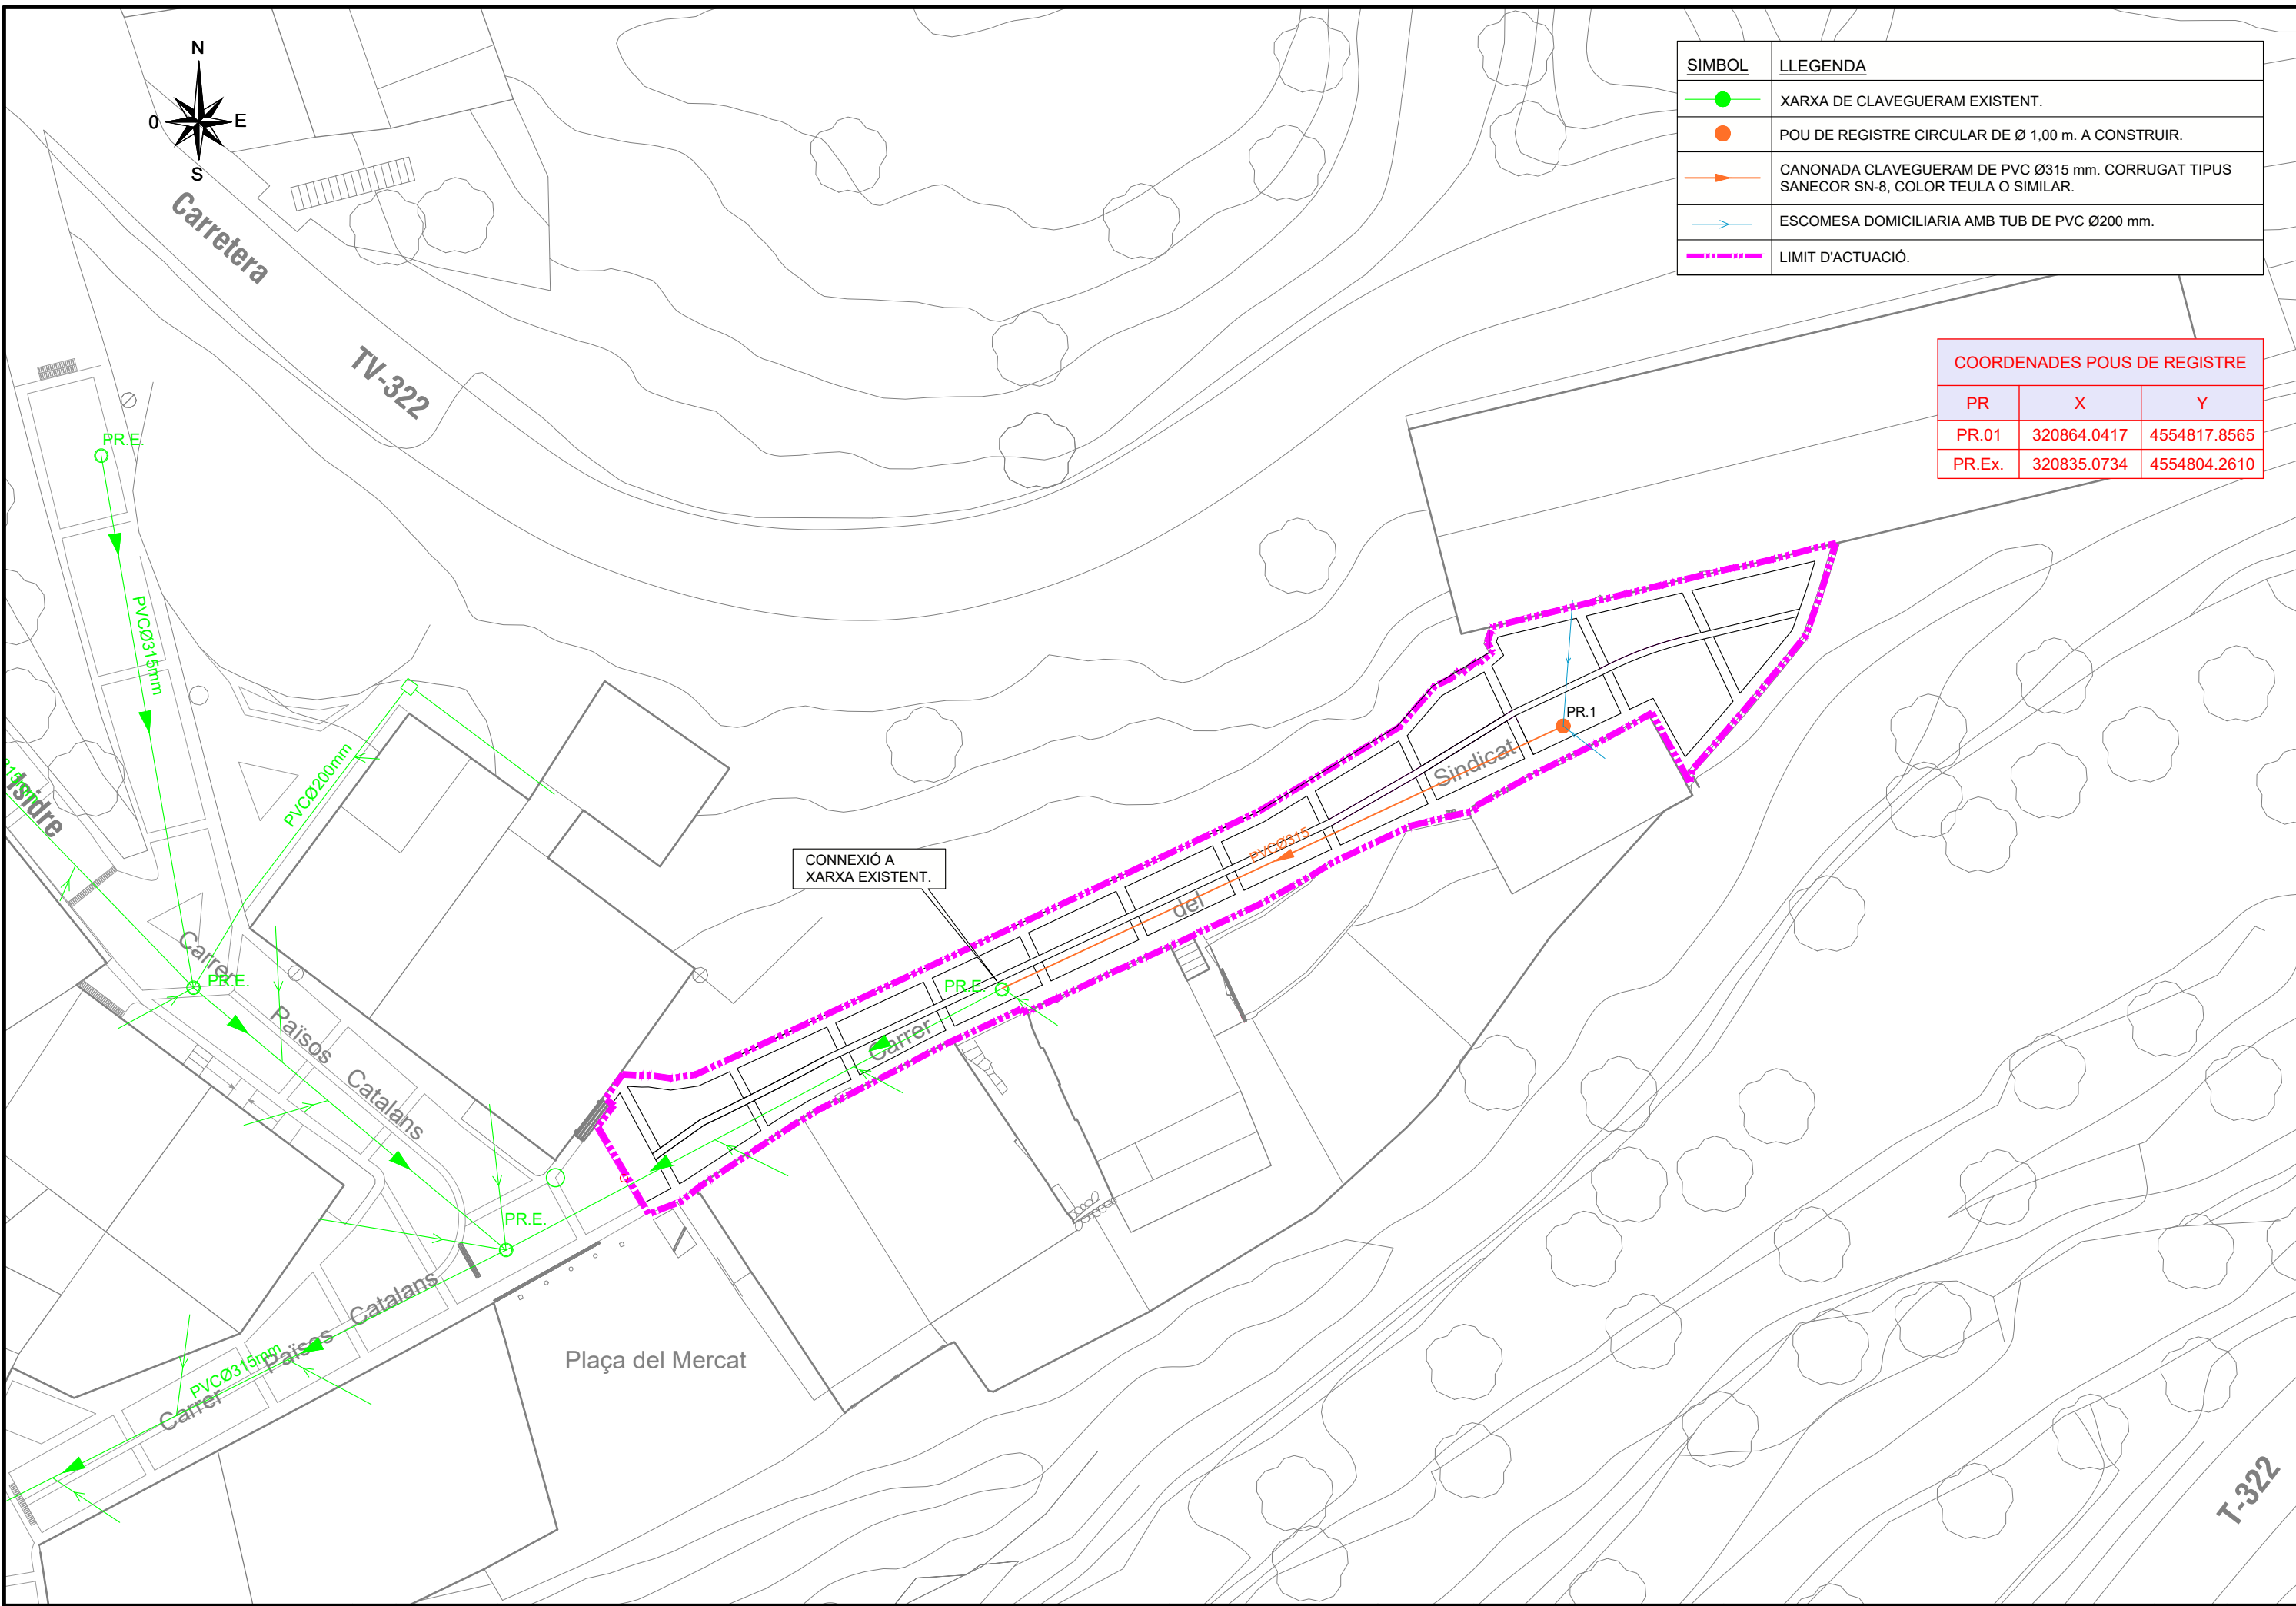 N
0 E
S
SIMBOL LLEGENDA
XARXA DE CLAVEGUERAM EXISTENT.
POU DE REGISTRE CIRCULAR DE Ø 1,00 m. A CONSTRUIR.
CANONADA CLAVEGUERAM DE PVC Ø315 mm. CORRUGAT TIPUS
SANECOR SN-8, COLOR TEULA O SIMILAR.
ESCOMESA DOMICILIARIA AMB TUB DE PVC Ø200 mm.
LIMIT D'ACTUACIÓ.
COORDENADES POUS DE REGISTRE
PR X Y
PR.01 320864.0417 4554817.8565
PR.Ex. 320835.0734 4554804.2610
Carretera
TV-322
PR.E.
PVCØ315mm
PVCØ200mm
Isidre
PR.1
Sindicat
PVCØ315
del
CONNEXIÓ A
XARXA EXISTENT.
PR.E.
Carrer
Carrer
PR.E.
Països
Catalans
PR.E.
Catalans
Països
PVCØ315mm
Carrer
Plaça del Mercat
T-322